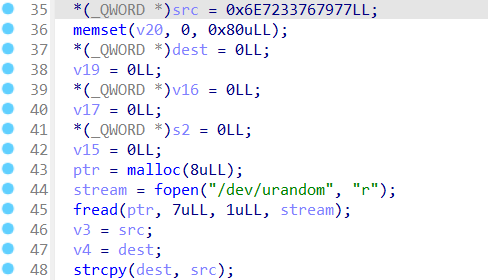 35 *(_QWORD *)src = 0x6E7233767977LL;
36 memset(v20, 0, 0x80uLL);
37 *(_QWORD *)dest = 0LL;
38 v19 = 0LL;
39 *(_QWORD *)v16 = 0LL;
40 v17 = 0LL;
41 *(_QWORD *)s2 = 0LL;
42 v15 = 0LL;
43 ptr = malloc(8uLL);
44 stream = fopen("/dev/urandom", "r");
45 fread(ptr, 7uLL, 1uLL, stream);
46 v3 = src;
47 v4 = dest;
48 strcpy(dest, src);